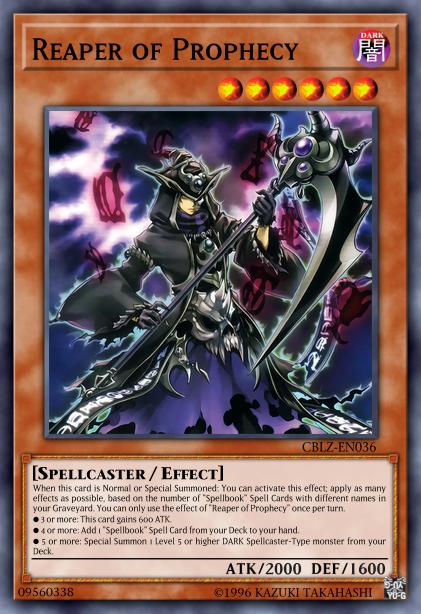 REAPER OF PROPHECY
DARK
闇
CBLZ-EN036
[SPELLCASTER / EFFECT]
When this card is Normal or Special Summoned: You can activate this effect; apply as many
effects as possible, based on the number of "Spellbook" Spell Cards with different names in
your Graveyard. You can only use the effect of "Reaper of Prophecy" once per turn.
● 3 or more: This card gains 600 ATK.
● 4 or more: Add 1 "Spellbook" Spell Card from your Deck to your hand.
● 5 or more: Special Summon 1 Level 5 or higher DARK Spellcaster-Type monster from your
Deck.
ATK/2000 DEF/1600
09560338
©1996 KAZUKI TAKAHASHI